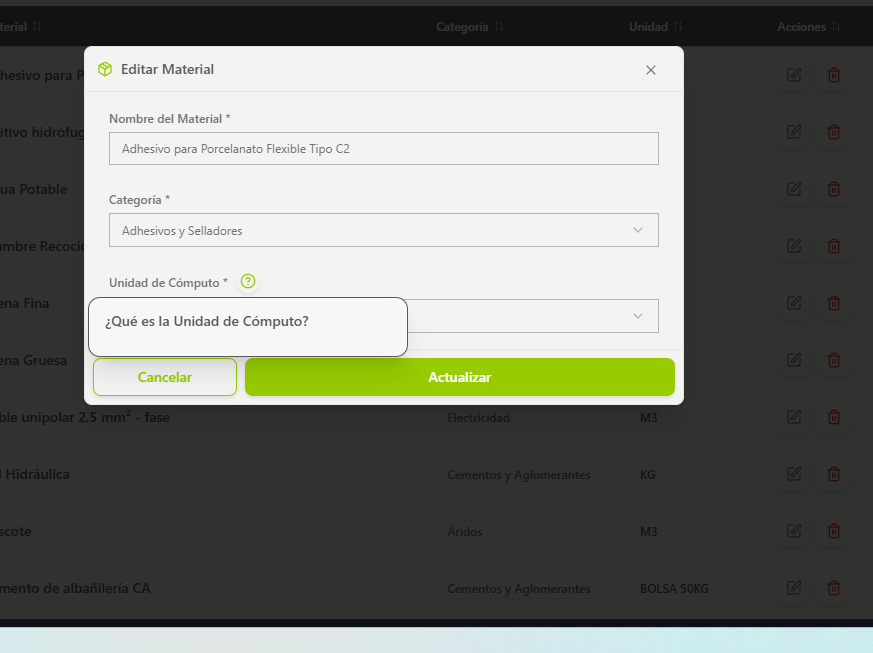 terial Categoría Unidad Acciones
Editar Material
hesivo para P
Nombre del Material *
itivo hidrófug
Adhesivo para Porcelanato Flexible Tipo C2
ua Potable
Categoría *
Adhesivos y Selladores
mbre Recocid
Unidad de Cómputo * ?
ena Fina
¿Qué es la Unidad de Cómputo?
ena Gruesa
Cancelar Actualizar
ble unipolar 2,5 mm² - fase Electricidad M3
l Hidráulica Cementos y Aglomerantes KG
scote Áridos M3
mento de albañilería CA Cementos y Aglomerantes BOLSA 50KG